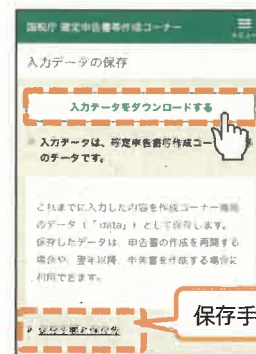 国税庁 確定申告書等作成コーナー
メニュー
入力データの保存
入力データをダウンロードする
入力データは、確定申告書等作成コー
のデータです。
これまでに入力した内容を作成コーナー
のデータ(「.data」)として保存します。
保存したデータは、申告書の作成を再開する
場合や、翌年以降、申告書を作成する場合に
利用できます。
保存手